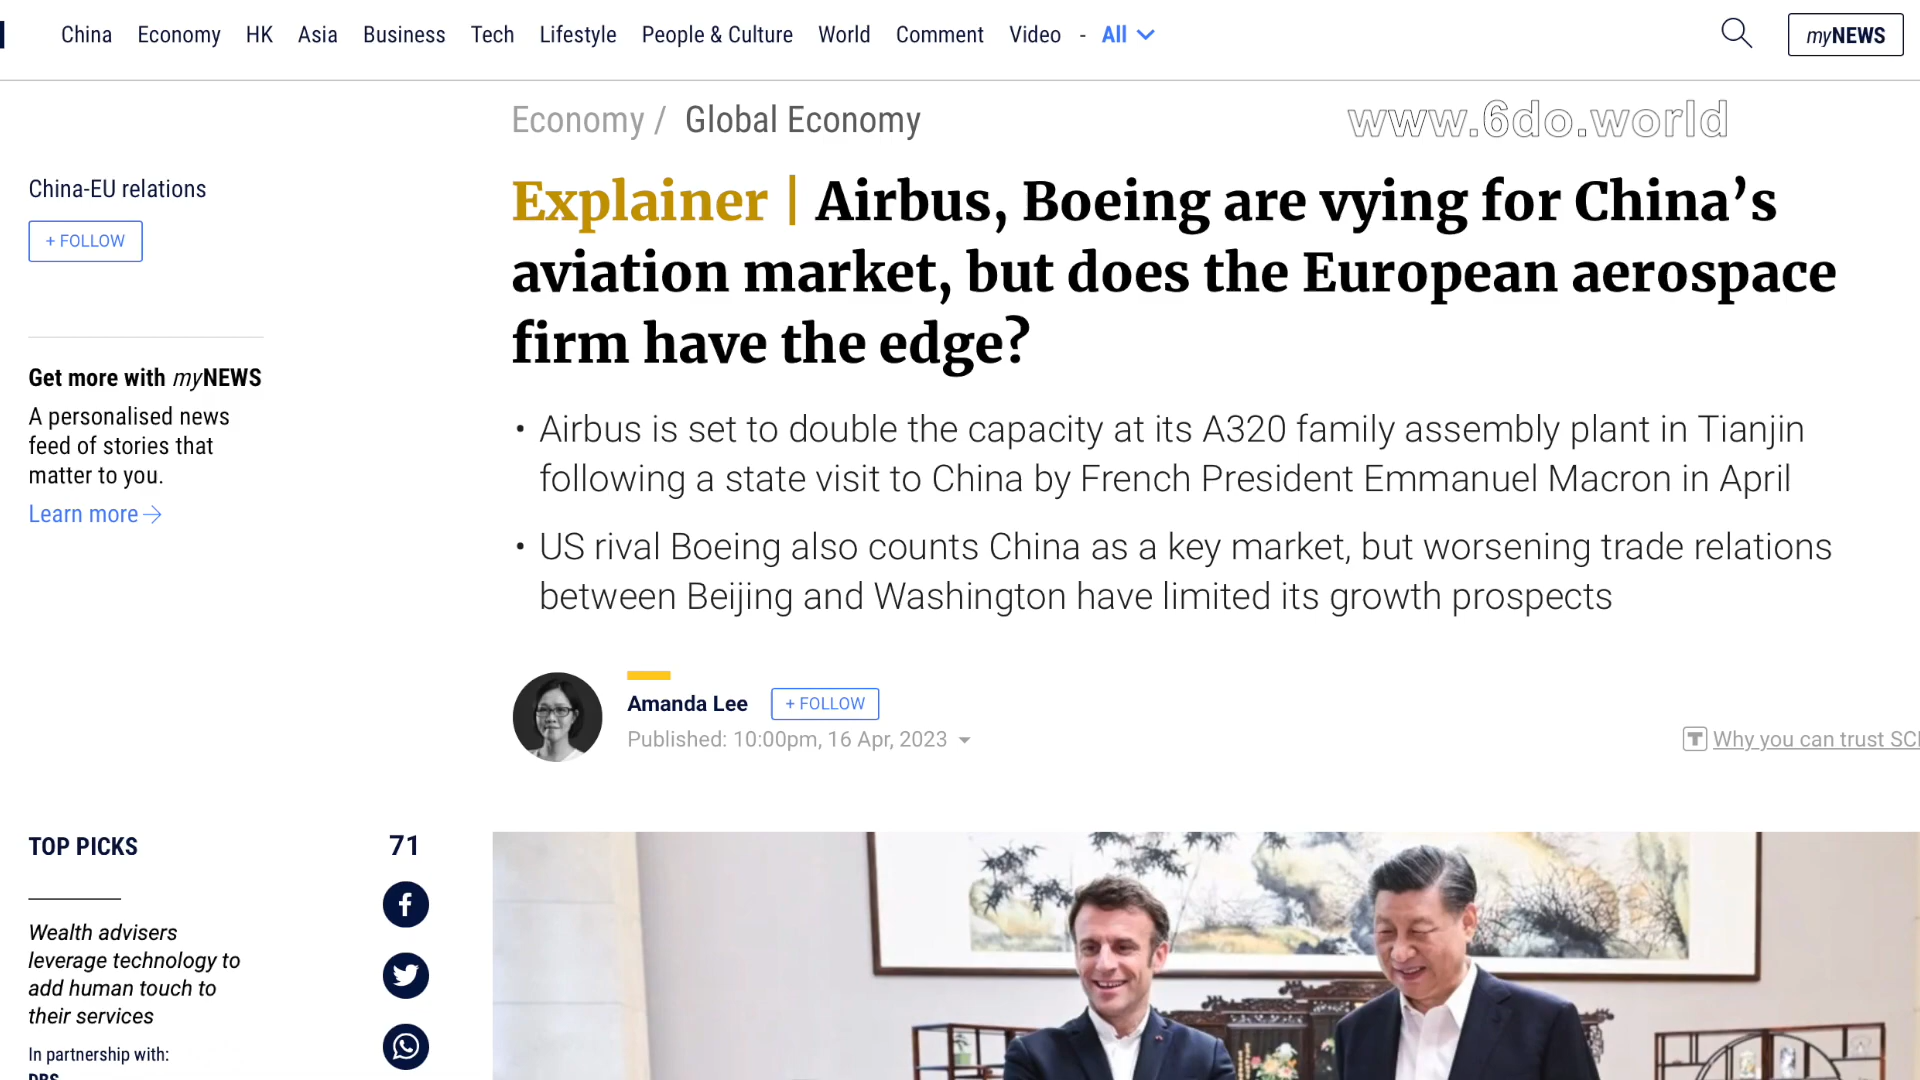 China Economy HK Asia Business Tech Lifestyle People & Culture World Comment Video - All
myNEWS
Economy / Global Economy
www.6do.world
China-EU relations
+ FOLLOW
Explainer | Airbus, Boeing are vying for China’s
aviation market, but does the European aerospace
firm have the edge?
Get more with myNEWS
A personalised news
feed of stories that
matter to you.
Learn more
• Airbus is set to double the capacity at its A320 family assembly plant in Tianjin
following a state visit to China by French President Emmanuel Macron in April
• US rival Boeing also counts China as a key market, but worsening trade relations
between Beijing and Washington have limited its growth prospects
Amanda Lee + FOLLOW
Published: 10:00pm, 16 Apr, 2023
T Why you can trust SC
TOP PICKS
71
Wealth advisers
leverage technology to
add human touch to
their services
In partnership with:
DBS